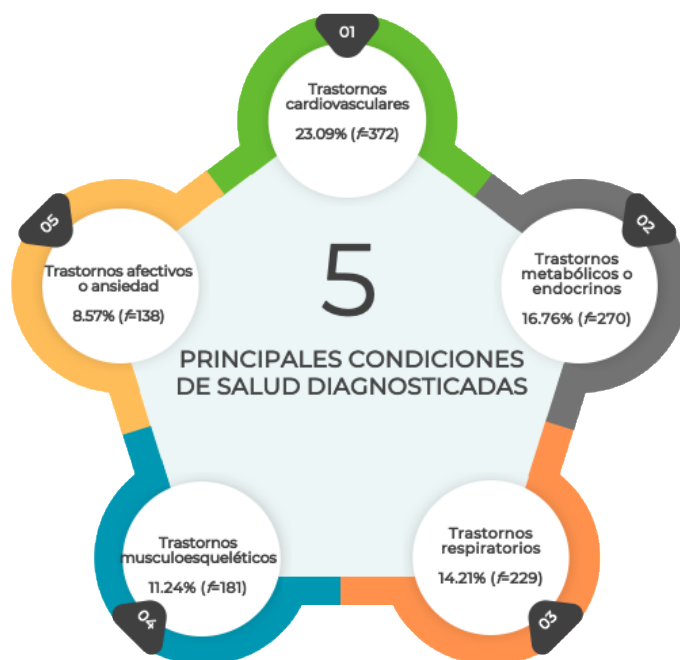 01
Trastornos
cardiovasculares
23.09% (f=372)
02
Trastornos
metabólicos o
endocrinos
16.76% (f=270)
03
Trastornos
respiratorios
14.21% (f=229)
04
Trastornos
musculoesqueléticos
11.24% (f=181)
05
Trastornos afectivos
o ansiedad
8.57% (f=138)
5
PRINCIPALES CONDICIONES
DE SALUD DIAGNOSTICADAS